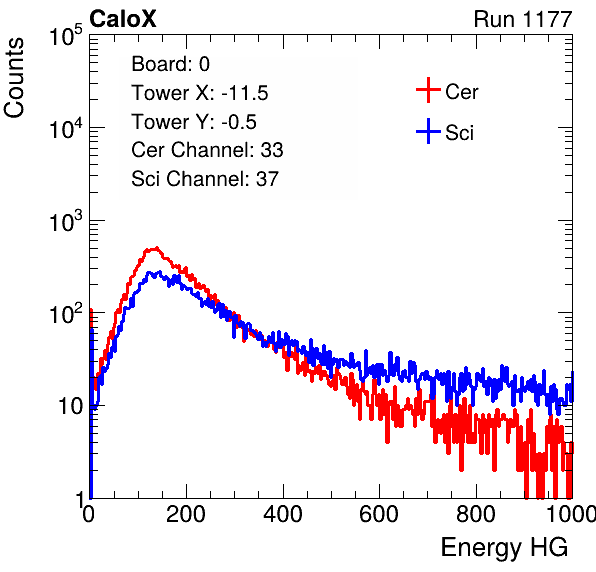 CaloX Run 1177
Counts
10^5
10^4
10^3
10^2
10
1
Board: 0
Tower X: -11.5
Tower Y: -0.5
Cer Channel: 33
Sci Channel: 37
Cer
Sci
0 200 400 600 800 1000
Energy HG